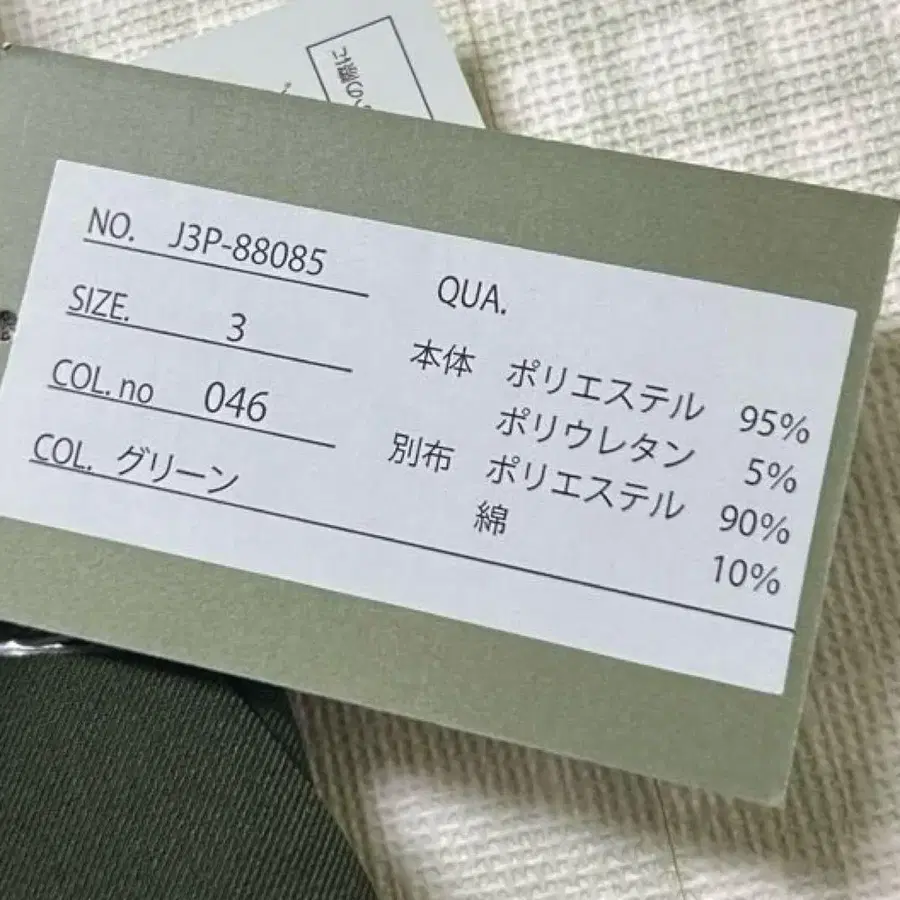 NO. J3P-88085
SIZE. 3
COL. no 046
COL. グリーン
QUA.
本体 ポリエステル 95%
ポリウレタン 5%
別布 ポリエステル 90%
綿 10%